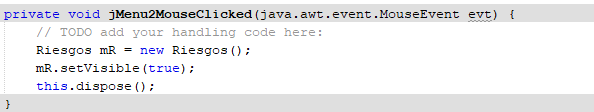 private void jMenu2MouseClicked(java.awt.event.MouseEvent evt) {
    // TODO add your handling code here:
    Riesgos mR = new Riesgos();
    mR.setVisible(true);
    this.dispose();
}